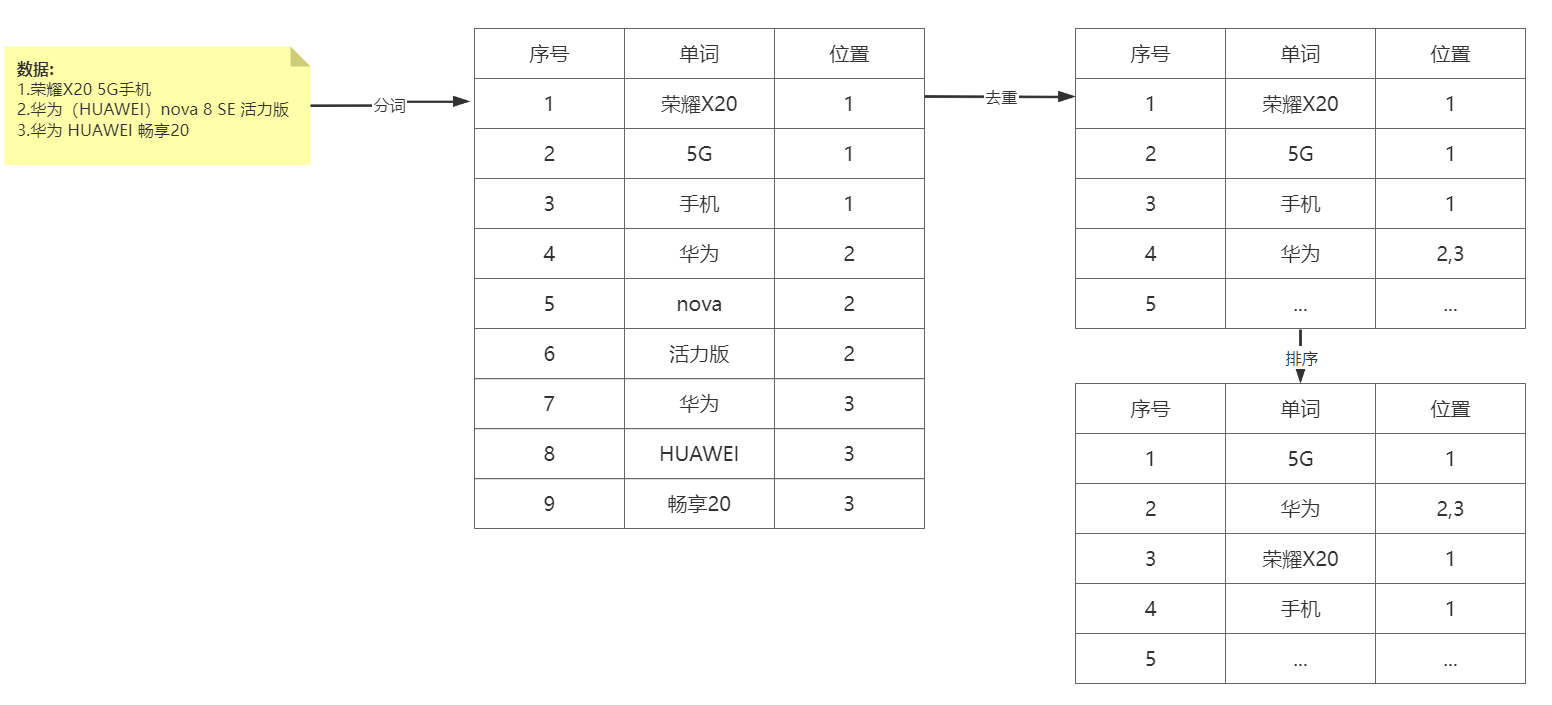 数据:
1.荣耀X20 5G手机
2.华为（HUAWEI）nova 8 SE 活力版
3.华为 HUAWEI 畅享20
分词
序号 单词 位置
1 荣耀X20 1
2 5G 1
3 手机 1
4 华为 2
5 nova 2
6 活力版 2
7 华为 3
8 HUAWEI 3
9 畅享20 3
去重
序号 单词 位置
1 荣耀X20 1
2 5G 1
3 手机 1
4 华为 2,3
5 ... ...
排序
序号 单词 位置
1 5G 1
2 华为 2,3
3 荣耀X20 1
4 手机 1
5 ... ...